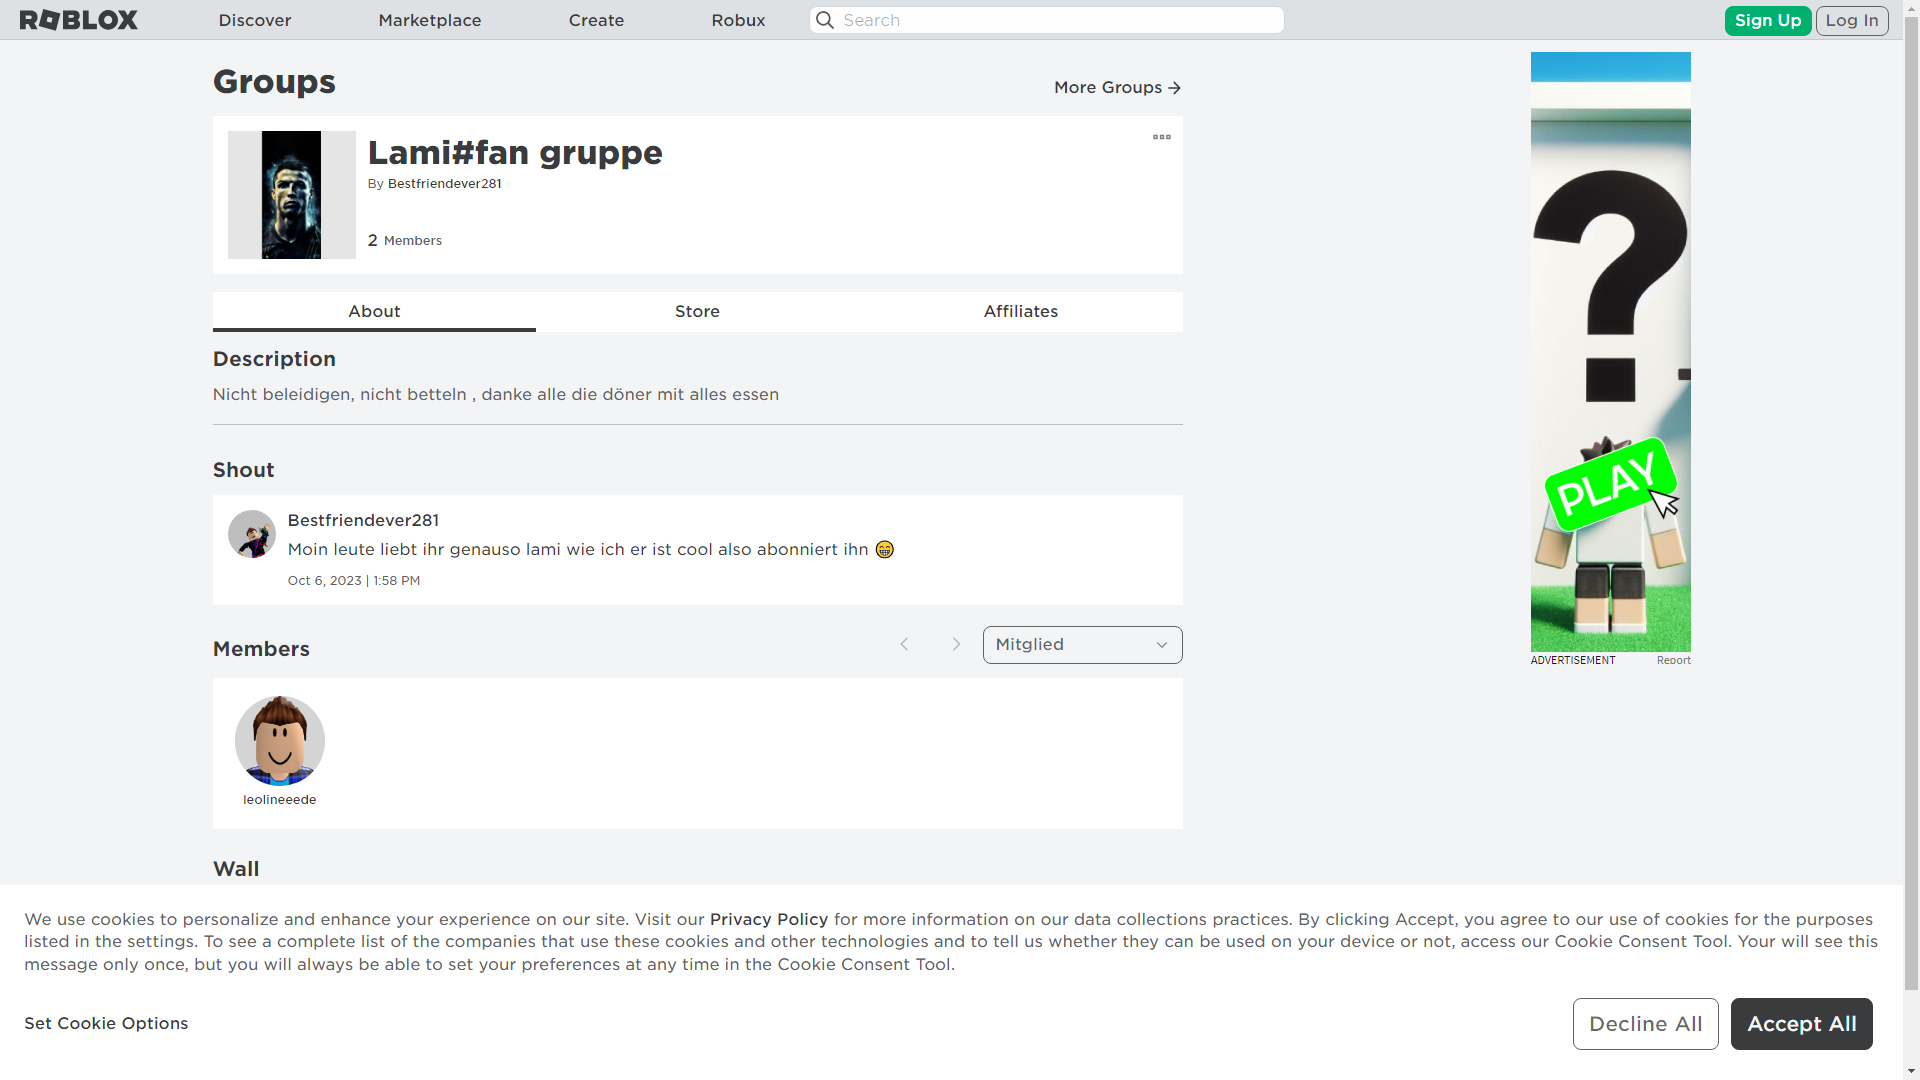 ROBLOX
Discover
Marketplace
Create
Robux
Search
Sign Up
Log In
Groups
More Groups
Lami#fan gruppe
By Bestfriendever281
2 Members
About
Store
Affiliates
Description
Nicht beleidigen, nicht betteln , danke alle die döner mit alles essen
Shout
Bestfriendever281
Moin leute liebt ihr genauso lami wie ich er ist cool also abonniert ihn 😁
Oct 6, 2023 | 1:58 PM
Members
Mitglied
leolineeede
Wall
?
PLAY
ADVERTISEMENT
Report
We use cookies to personalize and enhance your experience on our site. Visit our Privacy Policy for more information on our data collections practices. By clicking Accept, you agree to our use of cookies for the purposes
listed in the settings. To see a complete list of the companies that use these cookies and other technologies and to tell us whether they can be used on your device or not, access our Cookie Consent Tool. Your will see this
message only once, but you will always be able to set your preferences at any time in the Cookie Consent Tool.
Set Cookie Options
Decline All
Accept All